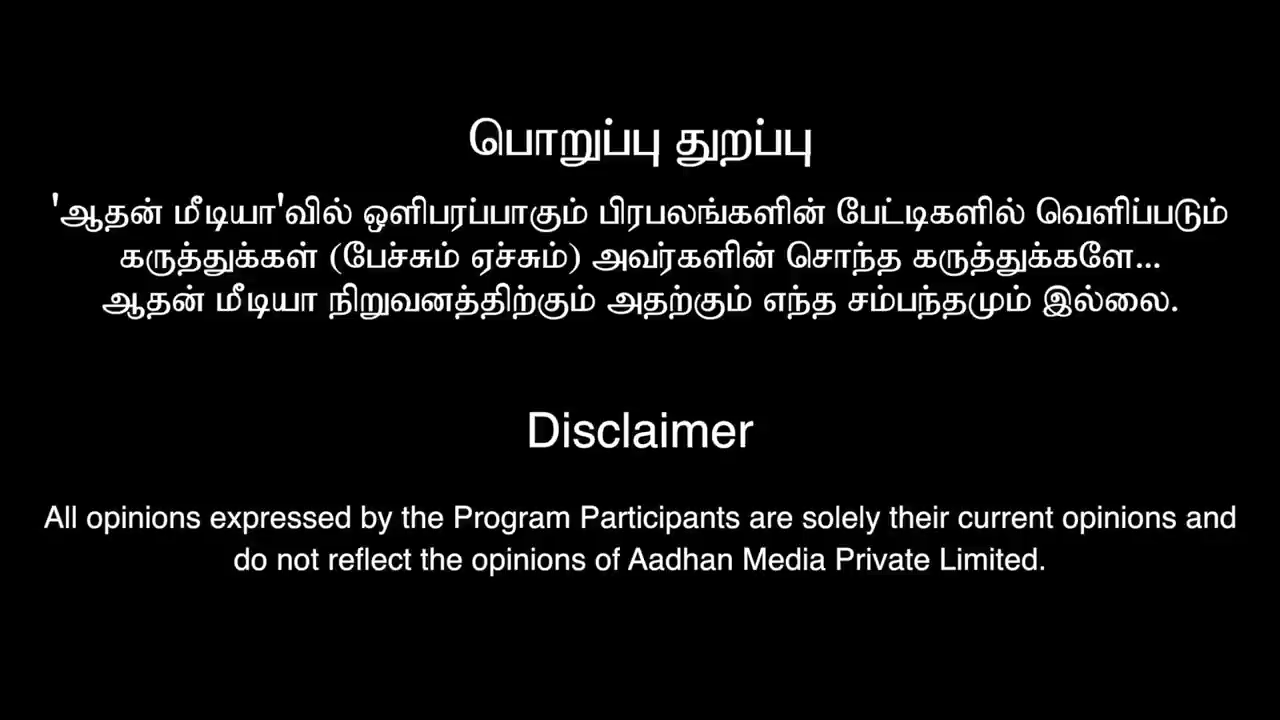 பொறுப்பு துறப்பு
'ஆதன் மீடியா'வில் ஒளிபரப்பாகும் பிரபலங்களின் பேட்டிகளில் வெளிப்படும்
கருத்துக்கள் (பேச்சும் ஏச்சும்) அவர்களின் சொந்த கருத்துக்களே...
ஆதன் மீடியா நிறுவனத்திற்கும் அதற்கும் எந்த சம்பந்தமும் இல்லை.
Disclaimer
All opinions expressed by the Program Participants are solely their current opinions and
do not reflect the opinions of Aadhan Media Private Limited.